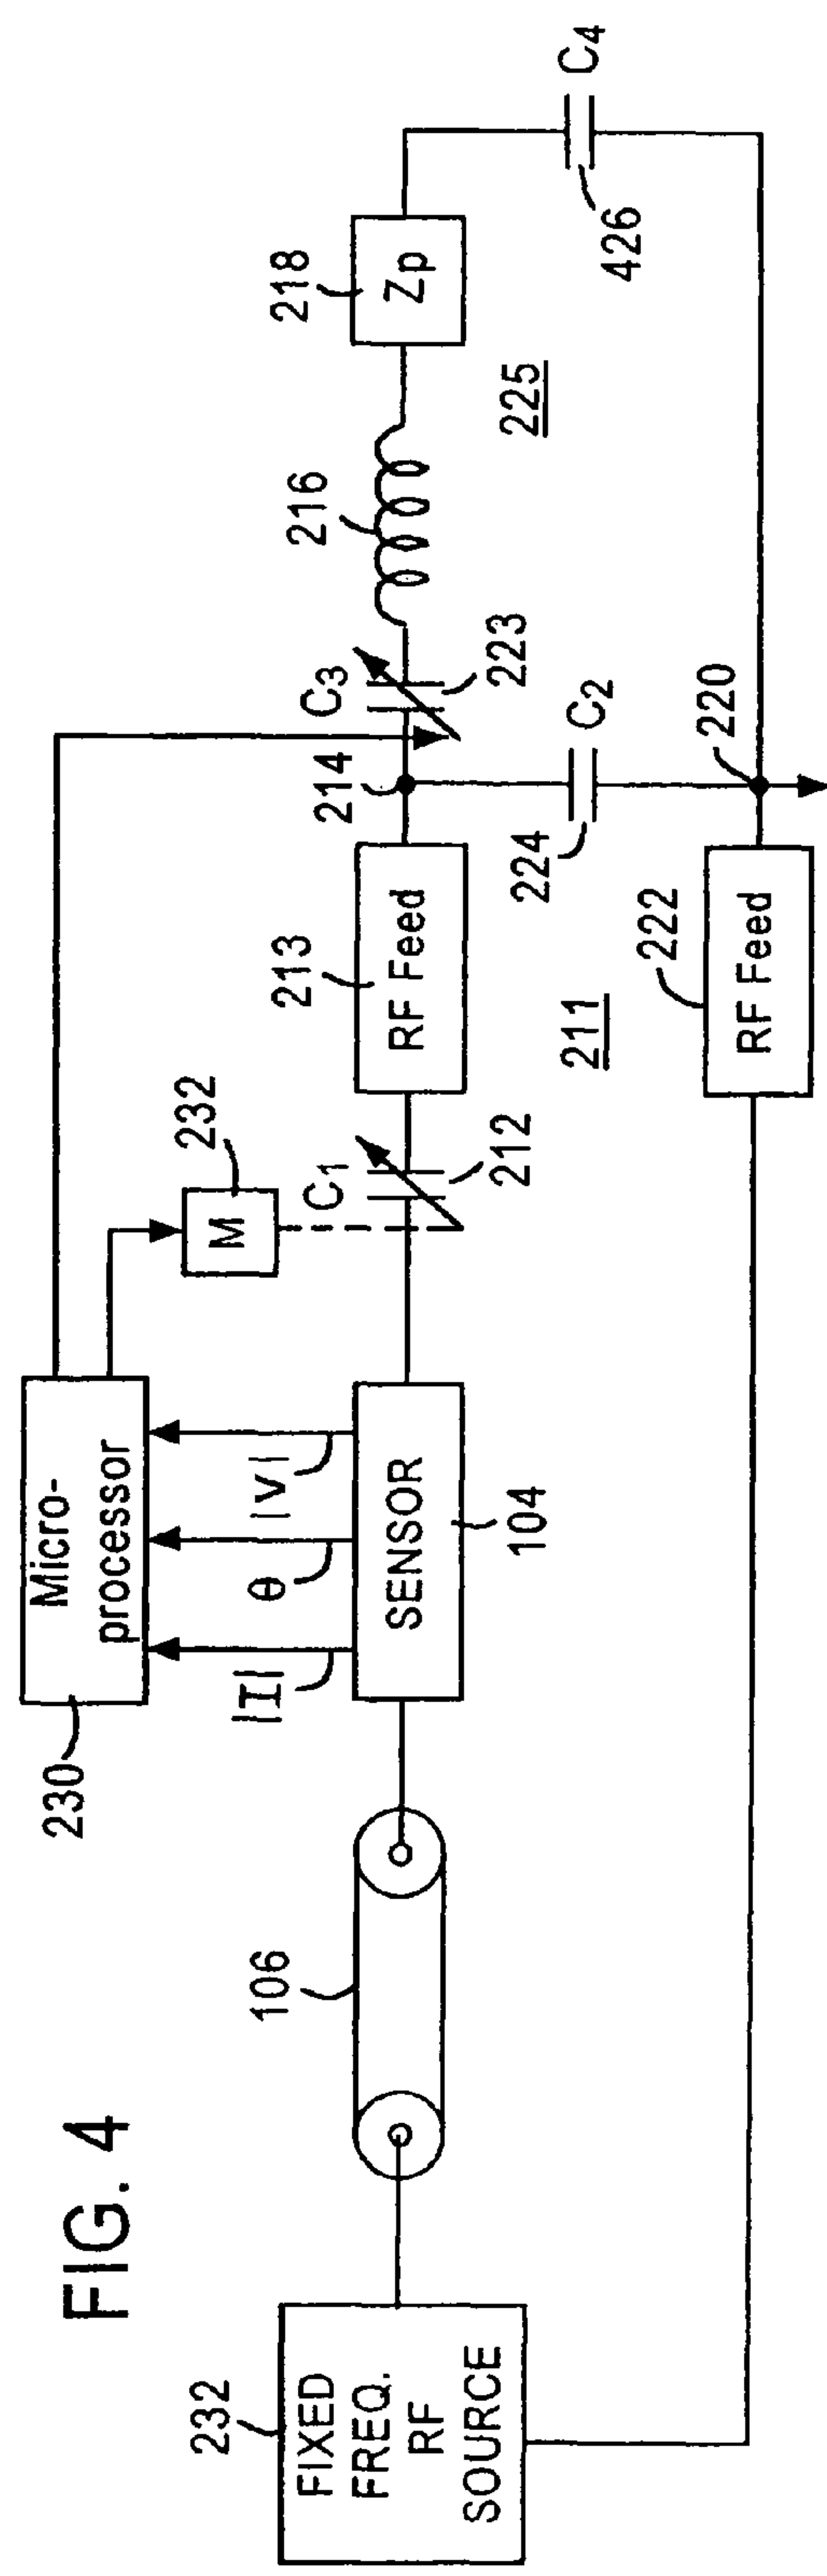 FIG. 4
232
FIXED
FREQ.
RF
SOURCE
106
230
Micro-
processor
|I|
θ
|V|
SENSOR
104
232
M
C1
212
213
RF Feed
211
214
C3
223
216
218
Zp
225
224
C2
220
222
RF Feed
426
C4